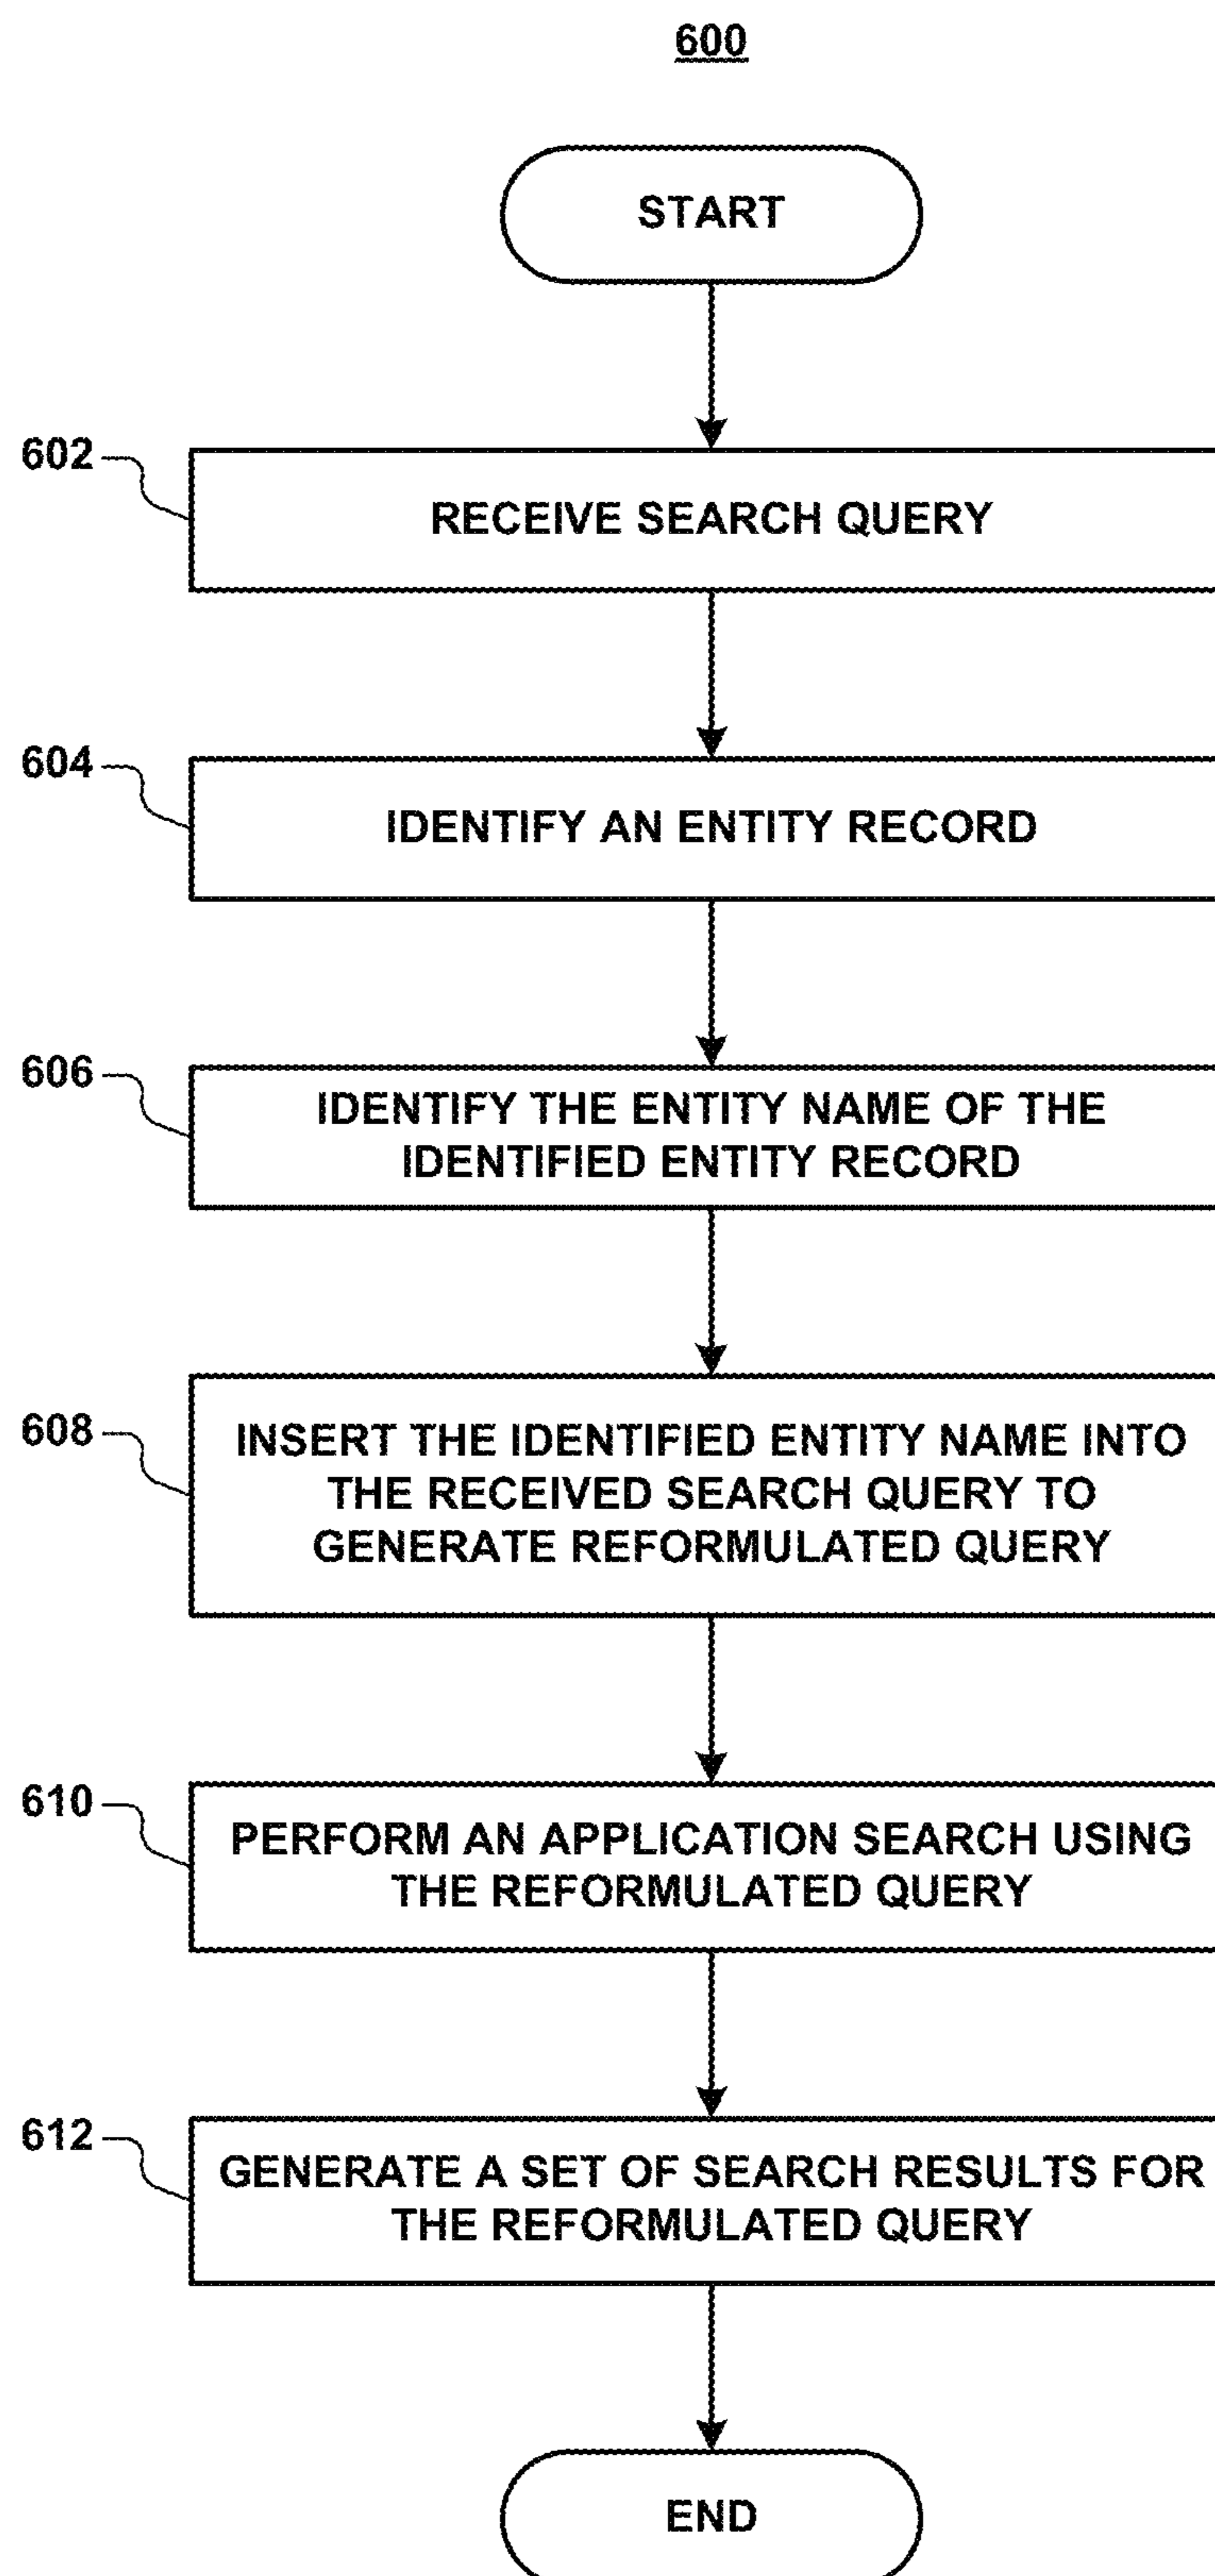 600
START
602
RECEIVE SEARCH QUERY
604
IDENTIFY AN ENTITY RECORD
606
IDENTIFY THE ENTITY NAME OF THE
IDENTIFIED ENTITY RECORD
608
INSERT THE IDENTIFIED ENTITY NAME INTO
THE RECEIVED SEARCH QUERY TO
GENERATE REFORMULATED QUERY
610
PERFORM AN APPLICATION SEARCH USING
THE REFORMULATED QUERY
612
GENERATE A SET OF SEARCH RESULTS FOR
THE REFORMULATED QUERY
END